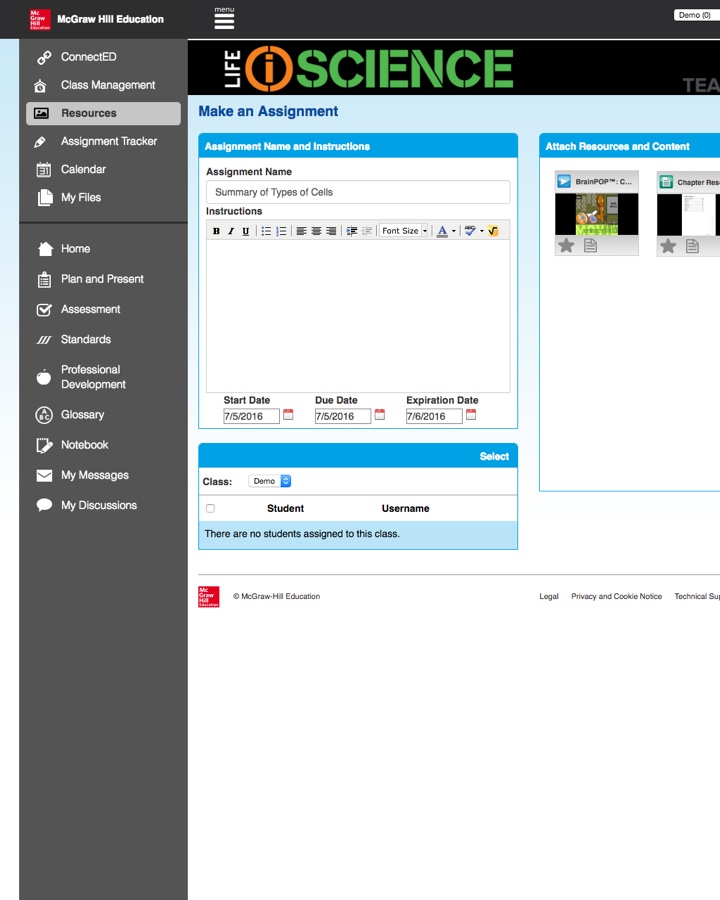 Mc
Graw
Hill
Education
McGraw Hill Education
menu
Demo (0)
ConnectED
Class Management
Resources
Assignment Tracker
Calendar
My Files
Home
Plan and Present
Assessment
Standards
Professional
Development
Glossary
Notebook
My Messages
My Discussions
LIFE iSCIENCE
TEA
Make an Assignment
Assignment Name and Instructions
Assignment Name
Summary of Types of Cells
Instructions
B I U Font Size A ABC
Start Date Due Date Expiration Date
7/5/2016 7/5/2016 7/6/2016
Select
Class: Demo
Student Username
There are no students assigned to this class.
Attach Resources and Content
BrainPOP™: C... Chapter Res
Mc
Graw
Hill
Education
© McGraw-Hill Education
Legal Privacy and Cookie Notice Technical Sup